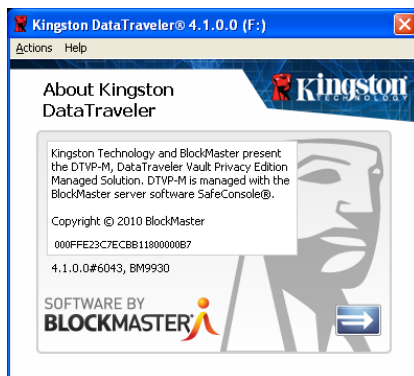 Kingston DataTraveler® 4.1.0.0 (F:)
Actions Help
About Kingston
DataTraveler
Kingston
TECHNOLOGY
Kingston Technology and BlockMaster present
the DTVP-M, DataTraveler Vault Privacy Edition
Managed Solution. DTVP-M is managed with the
BlockMaster server software SafeConsole®.
Copyright © 2010 BlockMaster
000FFE23C7ECBB11800000B7
4.1.0.0#6043, BM9930
SOFTWARE BY
BLOCKMASTER